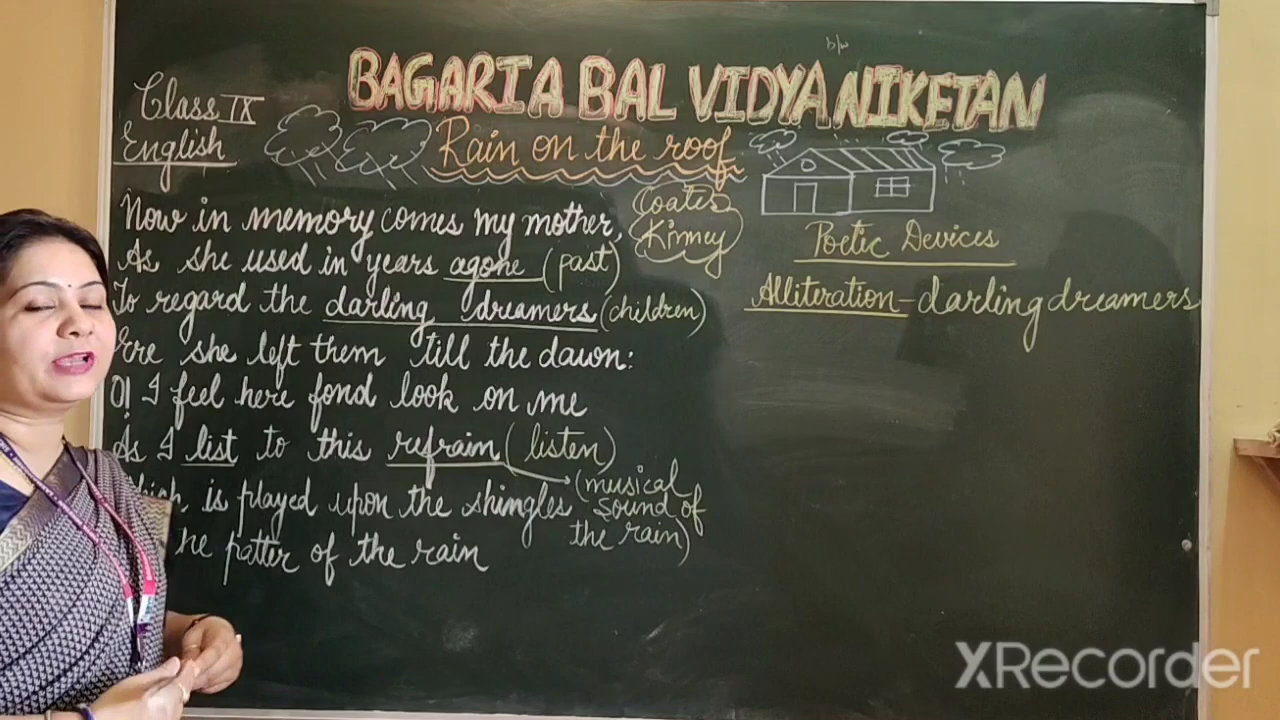 b/w
BAGARIA BAL VIDYA NIKETAN
Class IX
English
Rain on the roof
Coates
Kinney
Now in memory comes my mother,
As she used in years agone (past)
To regard the darling dreamers (children)
Ere she left them till the dawn:
O! I feel here fond look on me
As I list to this refrain (listen)
is played upon the shingles
(musical
sound of
the rain)
patter of the rain
Poetic Devices
Alliteration - darling dreamers
XRecorder